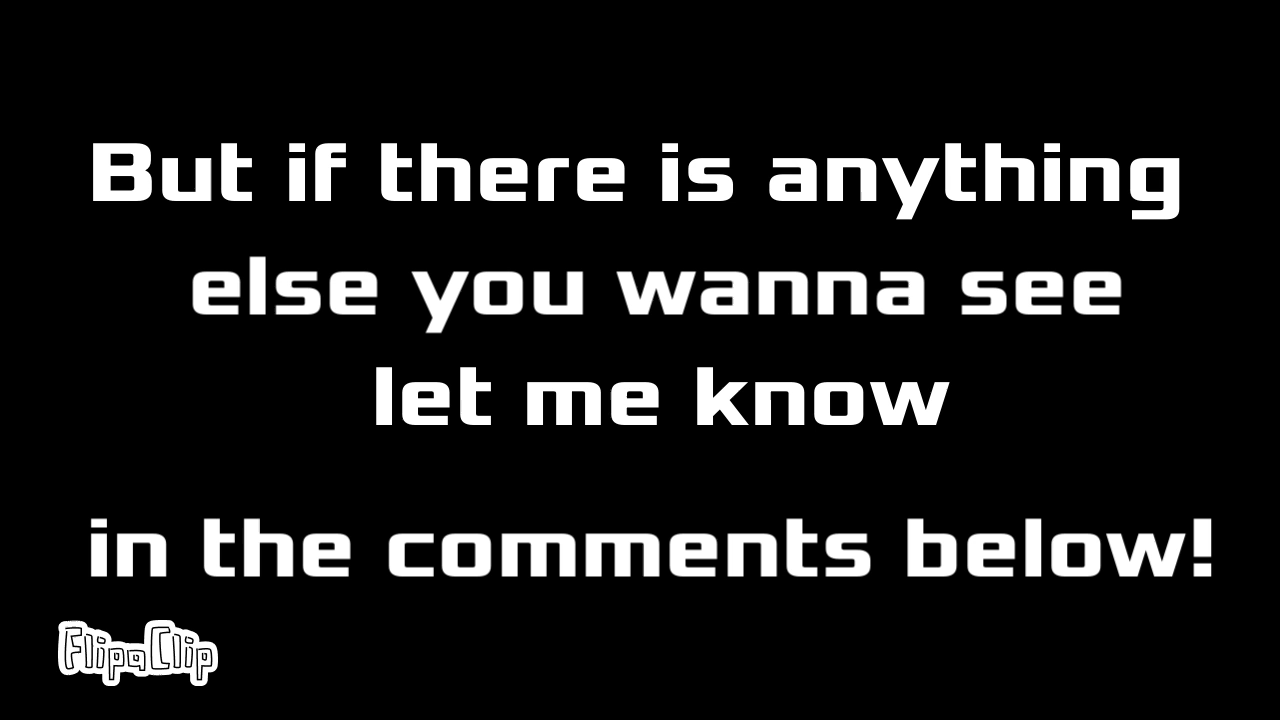 But if there is anything
else you wanna see
let me know
in the comments below!
FlipaClip